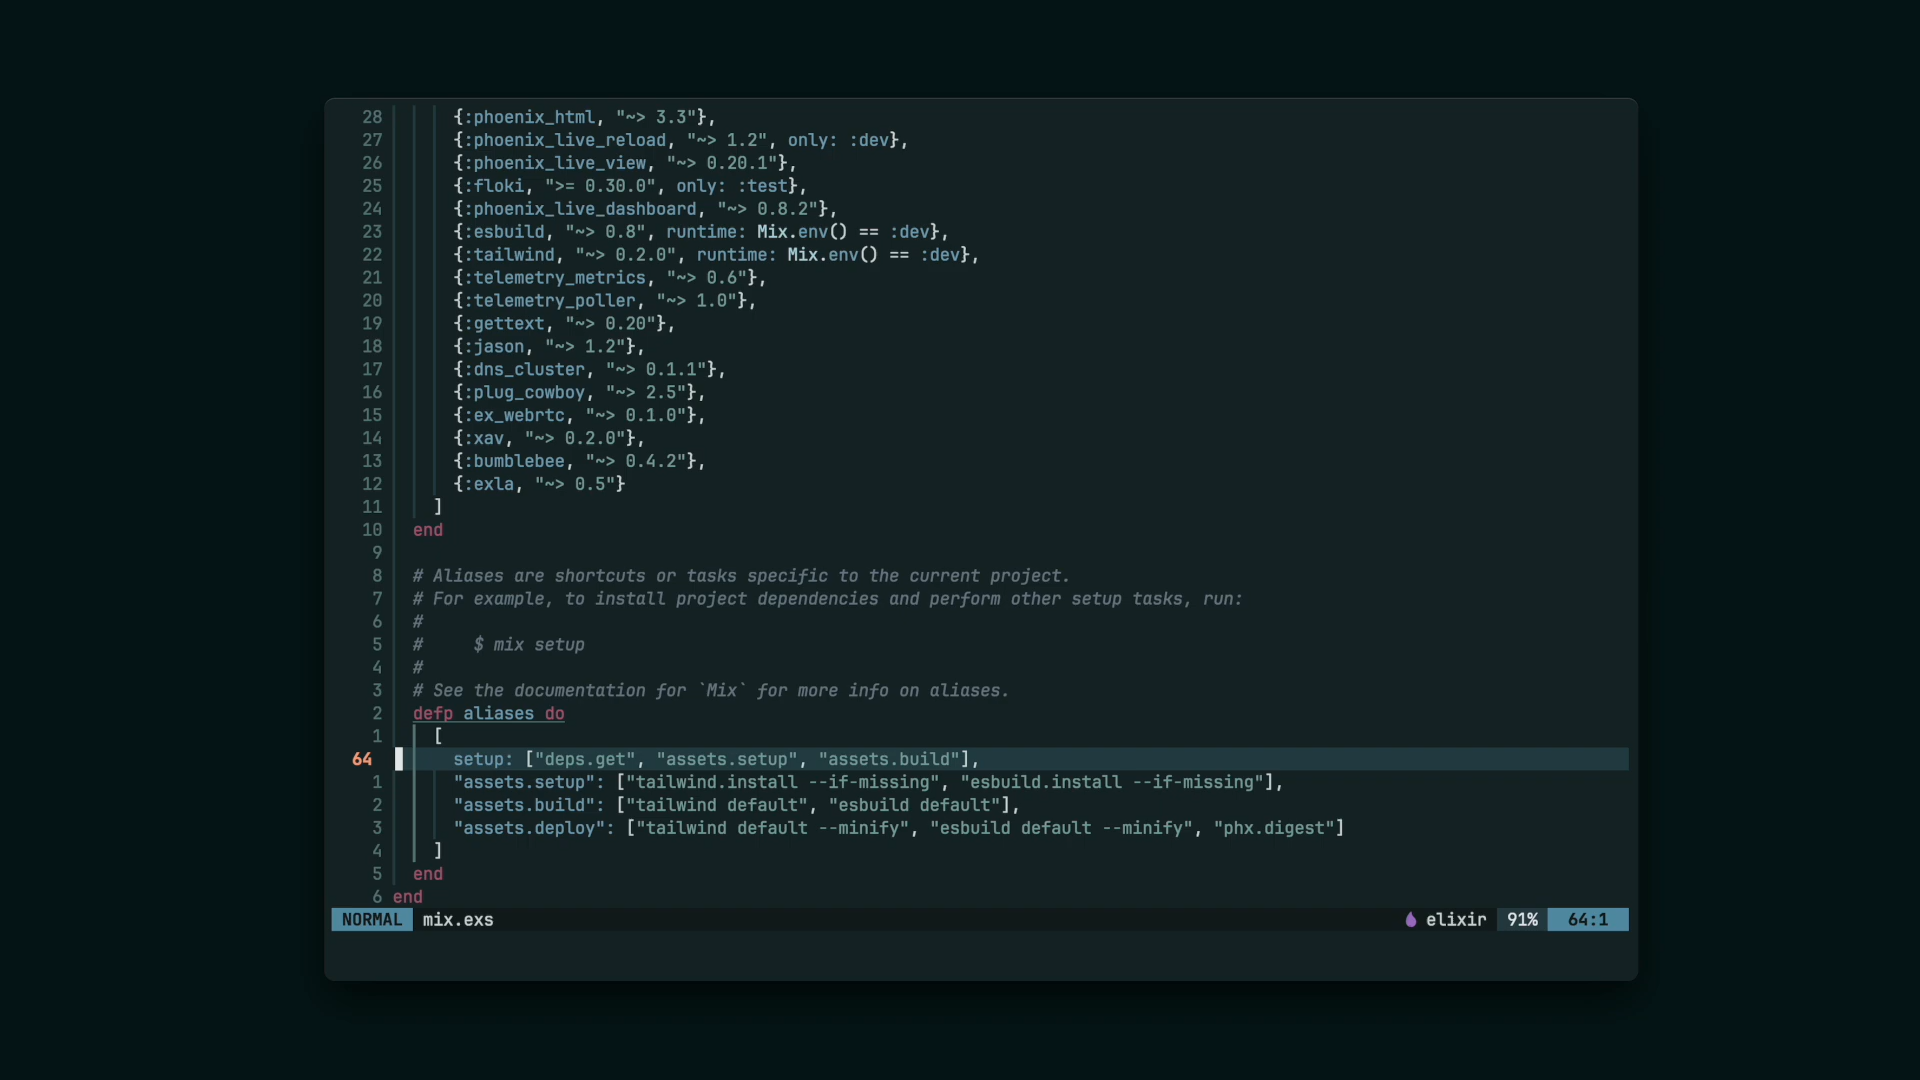 28 {:phoenix_html, "~> 3.3"},
27 {:phoenix_live_reload, "~> 1.2", only: :dev},
26 {:phoenix_live_view, "~> 0.20.1"},
25 {:floki, ">= 0.30.0", only: :test},
24 {:phoenix_live_dashboard, "~> 0.8.2"},
23 {:esbuild, "~> 0.8", runtime: Mix.env() == :dev},
22 {:tailwind, "~> 0.2.0", runtime: Mix.env() == :dev},
21 {:telemetry_metrics, "~> 0.6"},
20 {:telemetry_poller, "~> 1.0"},
19 {:gettext, "~> 0.20"},
18 {:jason, "~> 1.2"},
17 {:dns_cluster, "~> 0.1.1"},
16 {:plug_cowboy, "~> 2.5"},
15 {:ex_webrtc, "~> 0.1.0"},
14 {:xav, "~> 0.2.0"},
13 {:bumblebee, "~> 0.4.2"},
12 {:exla, "~> 0.5"}
11 ]
10 end
9
8 # Aliases are shortcuts or tasks specific to the current project.
7 # For example, to install project dependencies and perform other setup tasks, run:
6 #
5 #     $ mix setup
4 #
3 # See the documentation for `Mix` for more info on aliases.
2 defp aliases do
1 [
64 setup: ["deps.get", "assets.setup", "assets.build"],
1 "assets.setup": ["tailwind.install --if-missing", "esbuild.install --if-missing"],
2 "assets.build": ["tailwind default", "esbuild default"],
3 "assets.deploy": ["tailwind default --minify", "esbuild default --minify", "phx.digest"]
4 ]
5 end
6 end
NORMAL mix.exs elixir 91% 64:1